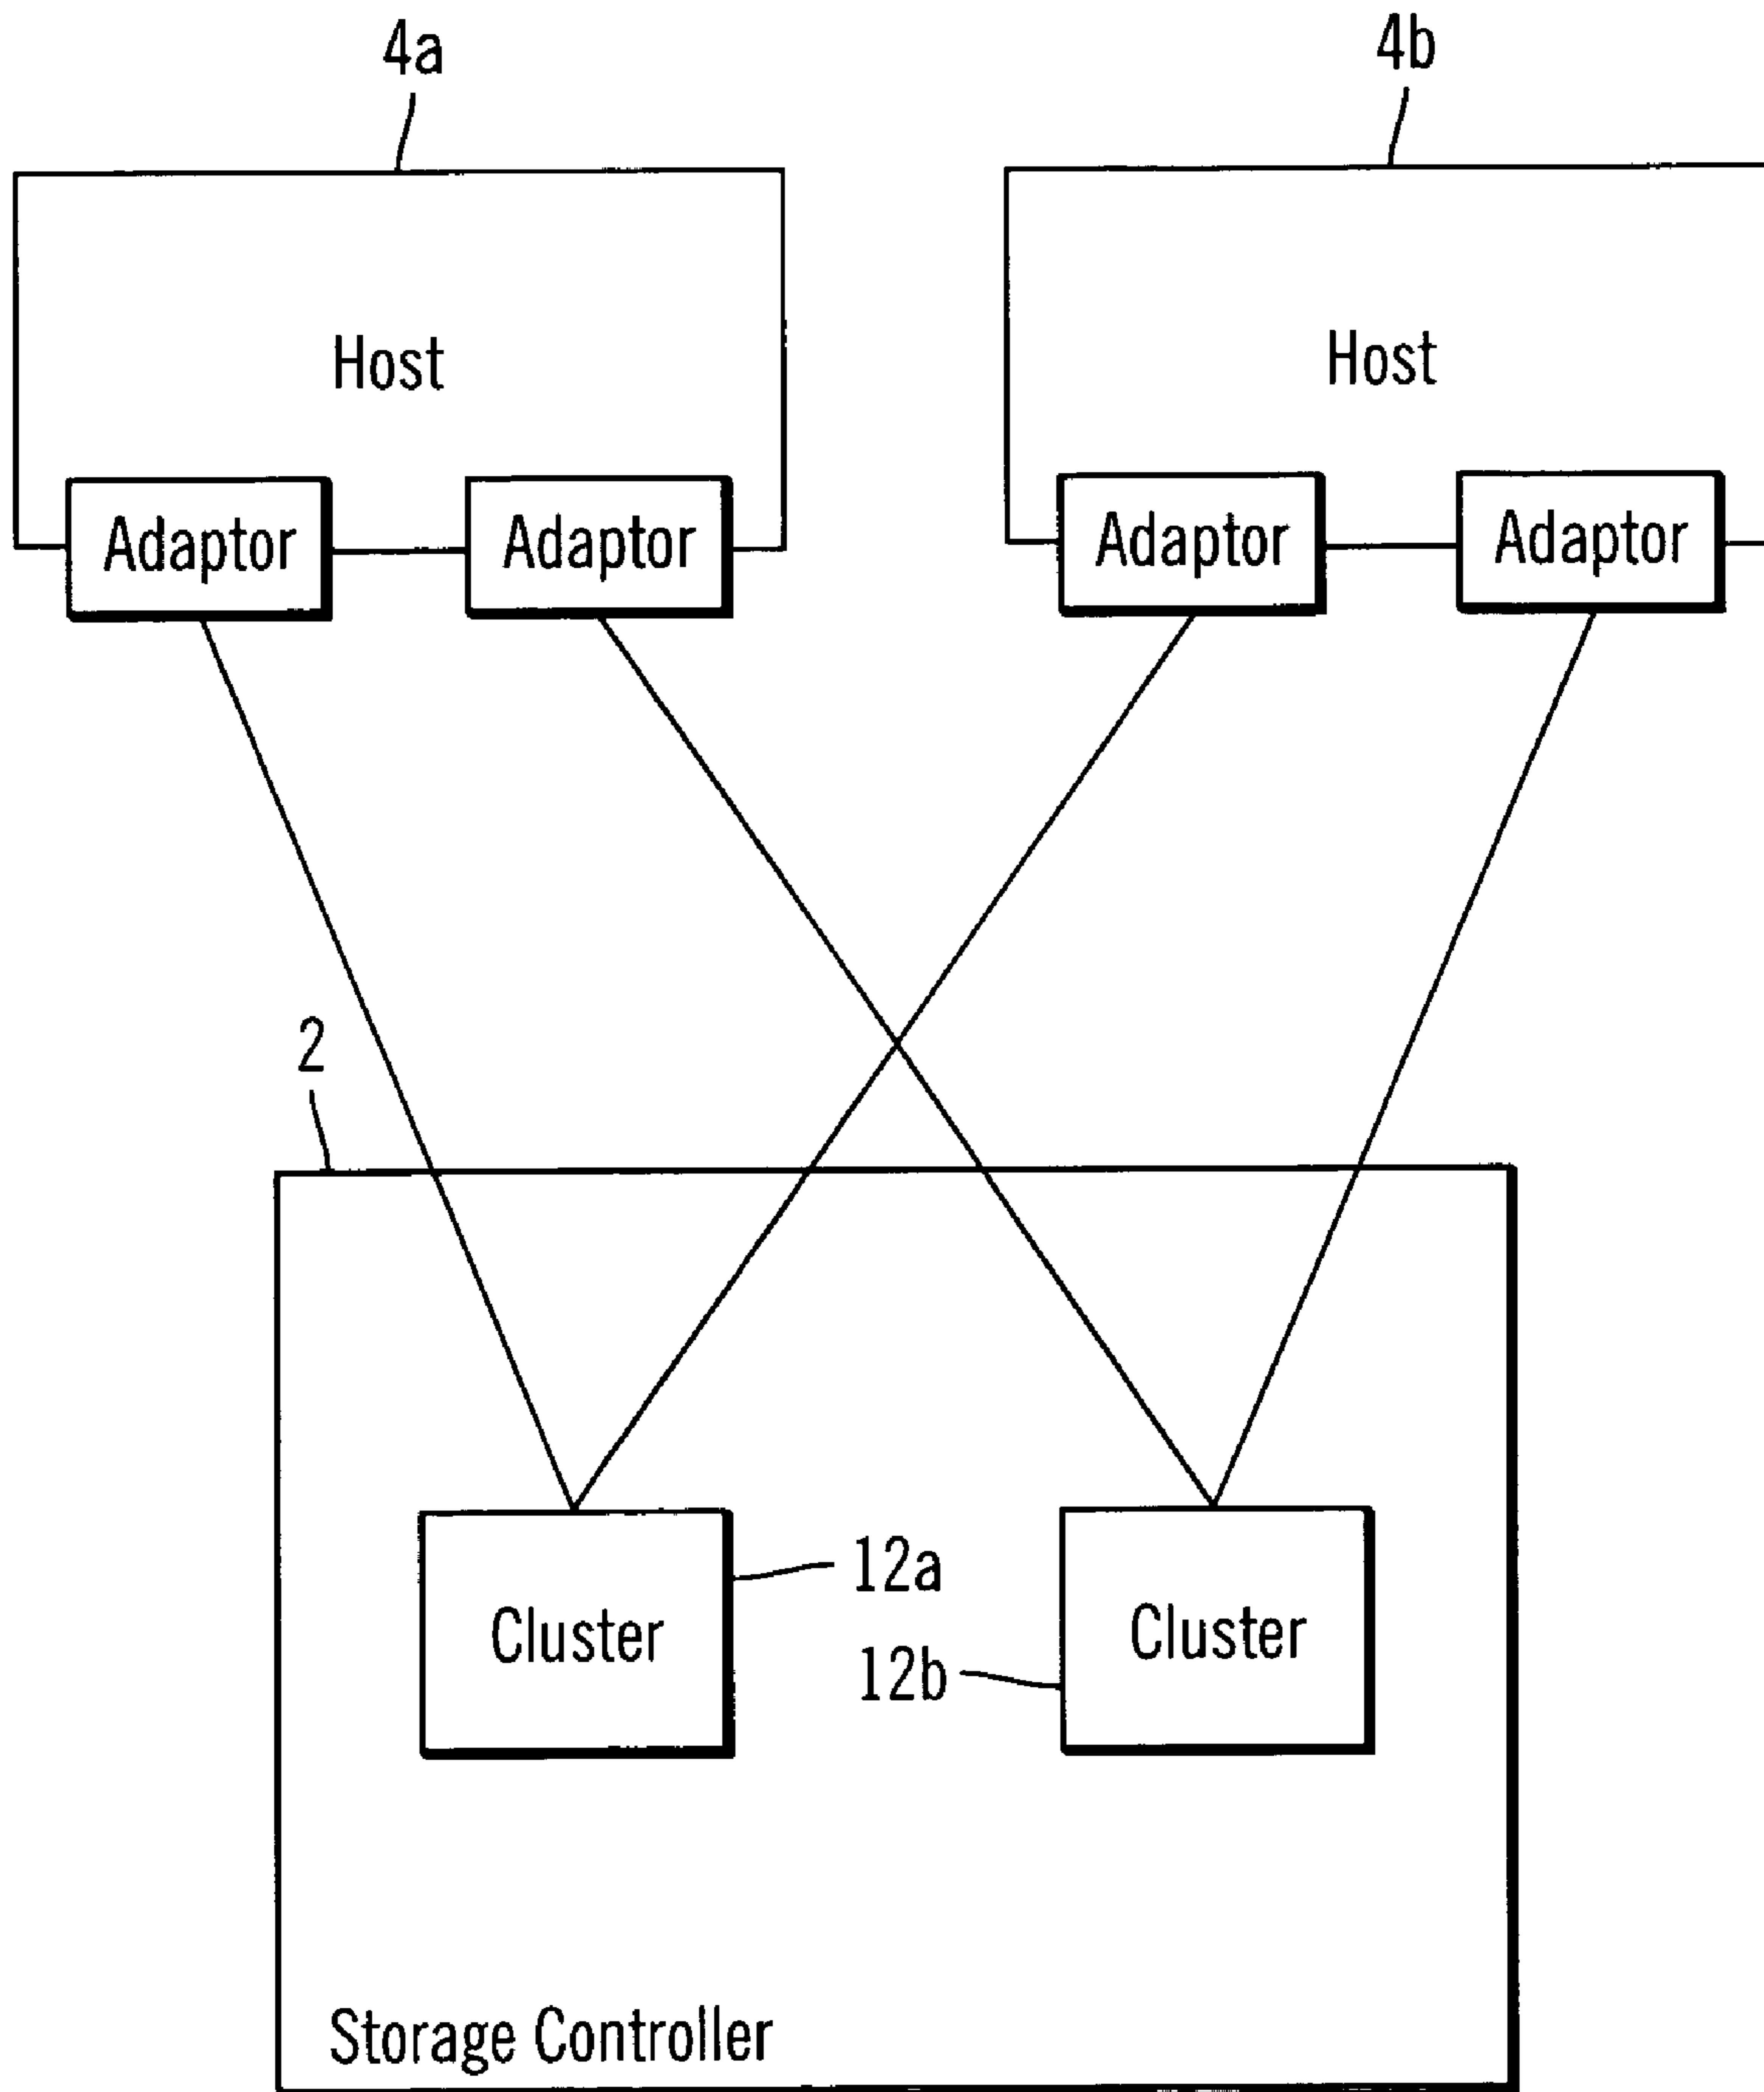 4a
4b
Host
Host
Adaptor
Adaptor
Adaptor
Adaptor
2
12a
Cluster
Cluster
12b
Storage Controller